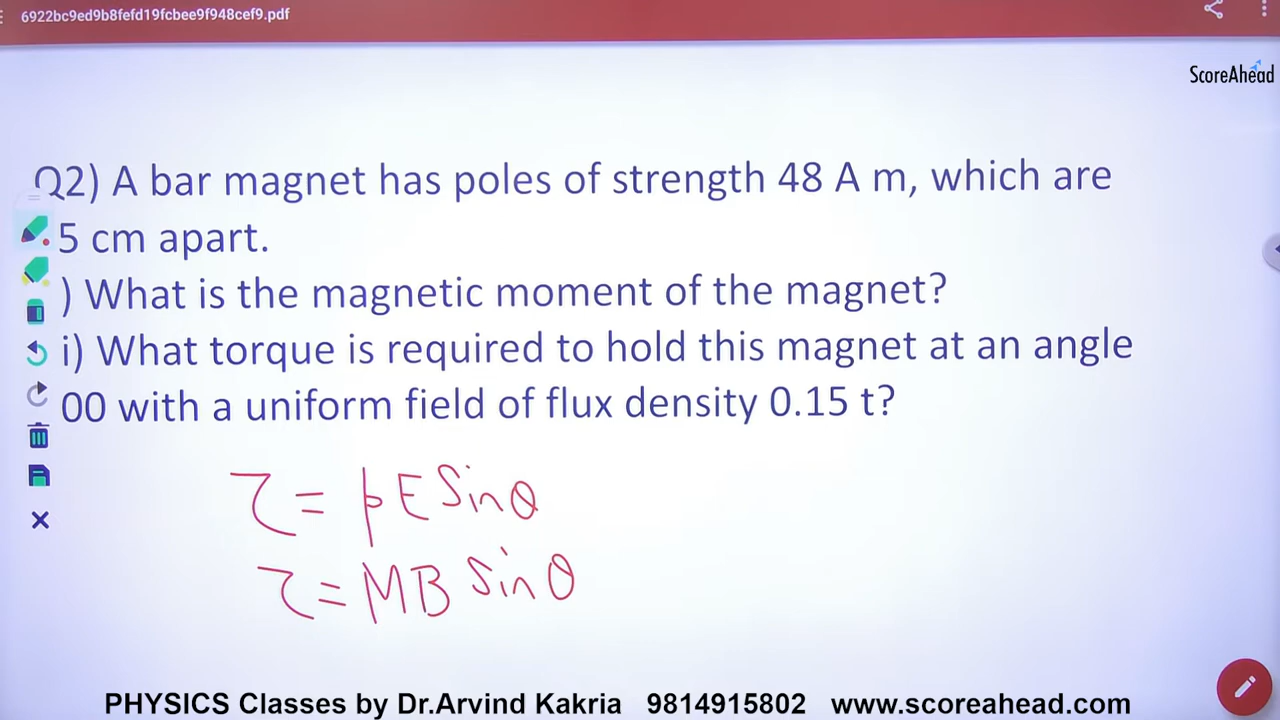 6922bc9ed9b8fefd19fcbee9f948cef9.pdf
ScoreAhead
Q2) A bar magnet has poles of strength 48 A m, which are
5 cm apart.
) What is the magnetic moment of the magnet?
i) What torque is required to hold this magnet at an angle
00 with a uniform field of flux density 0.15 t?
τ = pE Sinθ
τ = MB Sinθ
PHYSICS Classes by Dr.Arvind Kakria 9814915802 www.scoreahead.com